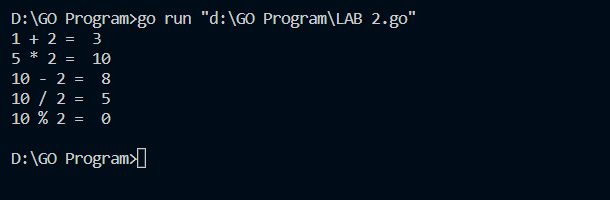 D:\GO Program>go run "d:\GO Program\LAB 2.go"
1 + 2 =  3
5 * 2 =  10
10 - 2 =  8
10 / 2 =  5
10 % 2 =  0
D:\GO Program>